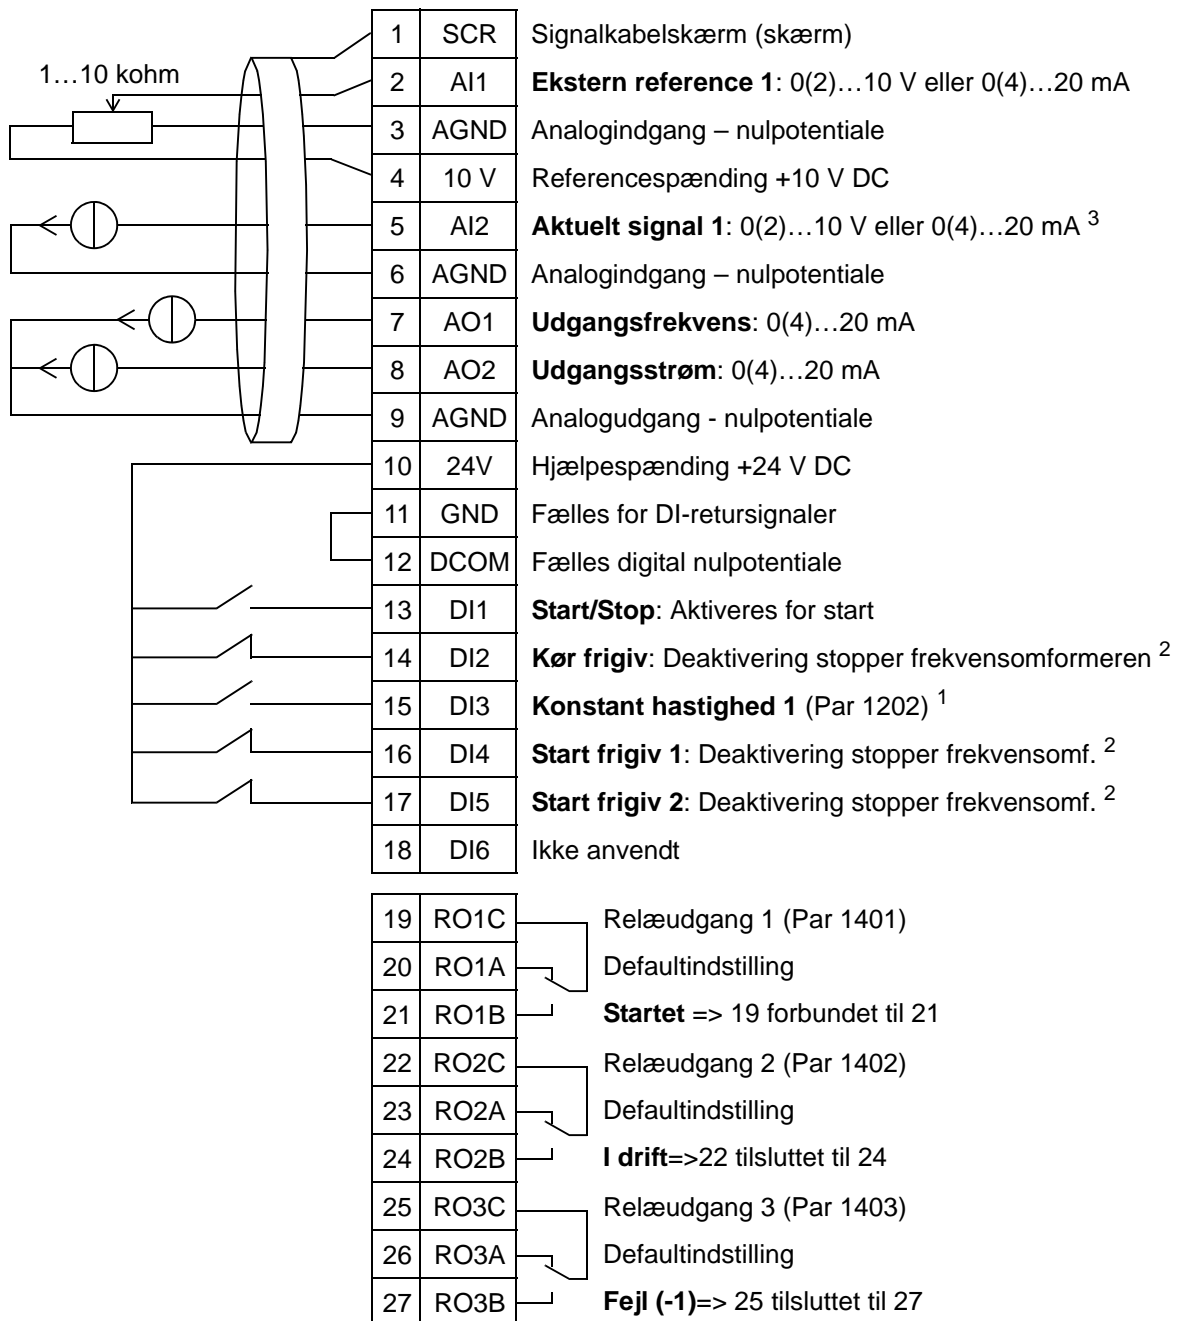 1 SCR Signalkabelskærm (skærm)
1…10 kohm
2 AI1 Ekstern reference 1: 0(2)…10 V eller 0(4)…20 mA
3 AGND Analogindgang – nulpotentiale
4 10 V Referencespænding +10 V DC
5 AI2 Aktuelt signal 1: 0(2)…10 V eller 0(4)…20 mA 3
6 AGND Analogindgang – nulpotentiale
7 AO1 Udgangsfrekvens: 0(4)…20 mA
8 AO2 Udgangsstrøm: 0(4)…20 mA
9 AGND Analogudgang - nulpotentiale
10 24V Hjælpespænding +24 V DC
11 GND Fælles for DI-retursignaler
12 DCOM Fælles digital nulpotentiale
13 DI1 Start/Stop: Aktiveres for start
14 DI2 Kør frigiv: Deaktivering stopper frekvensomformeren 2
15 DI3 Konstant hastighed 1 (Par 1202) 1
16 DI4 Start frigiv 1: Deaktivering stopper frekvensomf. 2
17 DI5 Start frigiv 2: Deaktivering stopper frekvensomf. 2
18 DI6 Ikke anvendt
19 RO1C Relæudgang 1 (Par 1401)
20 RO1A Defaultindstilling
21 RO1B Startet => 19 forbundet til 21
22 RO2C Relæudgang 2 (Par 1402)
23 RO2A Defaultindstilling
24 RO2B I drift=>22 tilsluttet til 24
25 RO3C Relæudgang 3 (Par 1403)
26 RO3A Defaultindstilling
27 RO3B Fejl (-1)=> 25 tilsluttet til 27